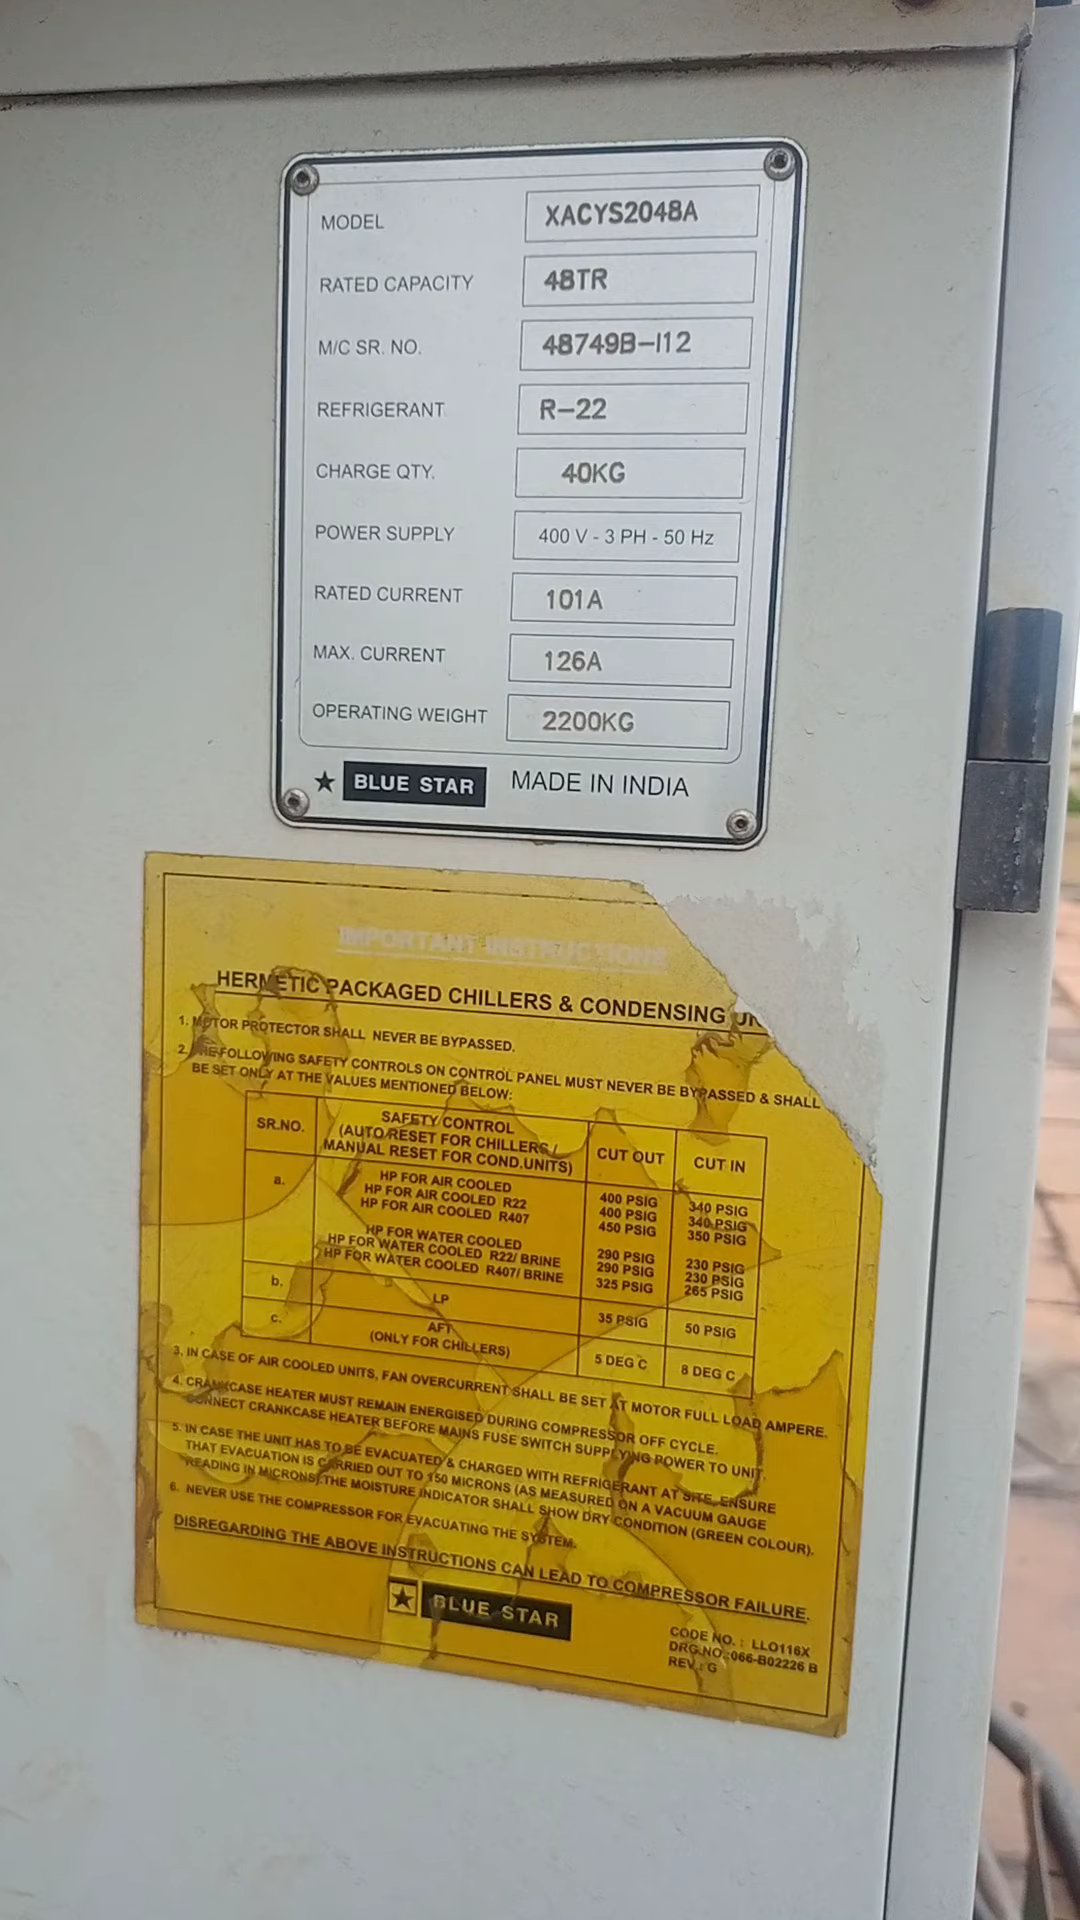 MODEL XACYS2048A
RATED CAPACITY 48TR
M/C SR. NO. 48749B-I12
REFRIGERANT R-22
CHARGE QTY. 40KG
POWER SUPPLY 400 V - 3 PH - 50 Hz
RATED CURRENT 101A
MAX. CURRENT 126A
OPERATING WEIGHT 2200KG
★ BLUE STAR MADE IN INDIA
IMPORTANT INSTRUCTIONS
HERMETIC PACKAGED CHILLERS & CONDENSING
1. MOTOR PROTECTOR SHALL NEVER BE BYPASSED.
2. THE FOLLOWING SAFETY CONTROLS ON CONTROL PANEL MUST NEVER BE BYPASSED & SHALL
BE SET ONLY AT THE VALUES MENTIONED BELOW:
SR.NO. SAFETY CONTROL (AUTO RESET FOR CHILLERS / MANUAL RESET FOR COND.UNITS) CUT OUT CUT IN
a. HP FOR AIR COOLED 400 PSIG 340 PSIG
HP FOR AIR COOLED R22 400 PSIG 340 PSIG
HP FOR AIR COOLED R407 450 PSIG 350 PSIG
HP FOR WATER COOLED 290 PSIG 230 PSIG
HP FOR WATER COOLED R22/ BRINE 290 PSIG 230 PSIG
HP FOR WATER COOLED R407/ BRINE 325 PSIG 265 PSIG
b. LP 35 PSIG 50 PSIG
c. AFT (ONLY FOR CHILLERS) 5 DEG C 8 DEG C
3. IN CASE OF AIR COOLED UNITS, FAN OVERCURRENT SHALL BE SET AT MOTOR FULL LOAD AMPERE.
4. CRANKCASE HEATER MUST REMAIN ENERGISED DURING COMPRESSOR OFF CYCLE.
CONNECT CRANKCASE HEATER BEFORE MAINS FUSE SWITCH SUPPLYING POWER TO UNIT.
5. IN CASE THE UNIT HAS TO BE EVACUATED & CHARGED WITH REFRIGERANT AT SITE, ENSURE
THAT EVACUATION IS CARRIED OUT TO 150 MICRONS (AS MEASURED ON A VACUUM GAUGE
READING IN MICRONS).THE MOISTURE INDICATOR SHALL SHOW DRY CONDITION (GREEN COLOUR).
6. NEVER USE THE COMPRESSOR FOR EVACUATING THE SYSTEM.
DISREGARDING THE ABOVE INSTRUCTIONS CAN LEAD TO COMPRESSOR FAILURE.
★ BLUE STAR
CODE NO. : LLO116X
DRG.NO.:066-B02226 B
REV.: G